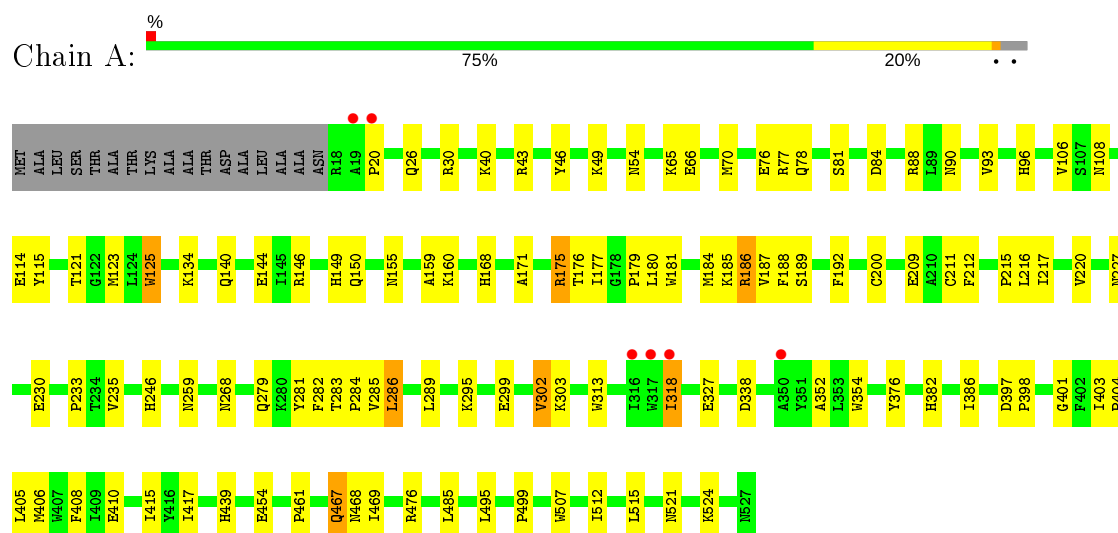 %
Chain A:
75% 20% • •
MET ALA LEU SER THR ALA THR LYS ALA ALA THR ASP ALA LEU ALA ALA ASN R18 A19 P20 Q26 R30 K40 R43 Y46 K49 N54 K65 E66 M70 E76 R77 Q78 S81 D84 R88 L89 N90 V93 H96 V106 S107 N108
E114 Y115 T121 G122 M123 L124 W125 K134 Q140 E144 I145 R146 H149 Q150 N155 A159 K160 H168 A171 R175 T176 I177 G178 P179 L180 W181 M184 K185 R186 V187 F188 S189 F192 C200 E209 A210 C211 F212 P215 L216 I217 V220 N227
E230 P233 T234 V235 H246 N259 N268 Q279 K280 Y281 F282 T283 P284 V285 L286 L289 K295 E299 V302 K303 W313 I316 W317 I318 E327 D338 A350 Y351 A352 L353 W354 Y376 H382 I386 D397 P398 G401 F402 I403 R404
L405 M406 W407 F408 I409 E410 I415 Y416 I417 H439 E454 P461 Q467 N468 I469 R476 L485 L495 P499 W507 I512 L515 N521 K524 N527